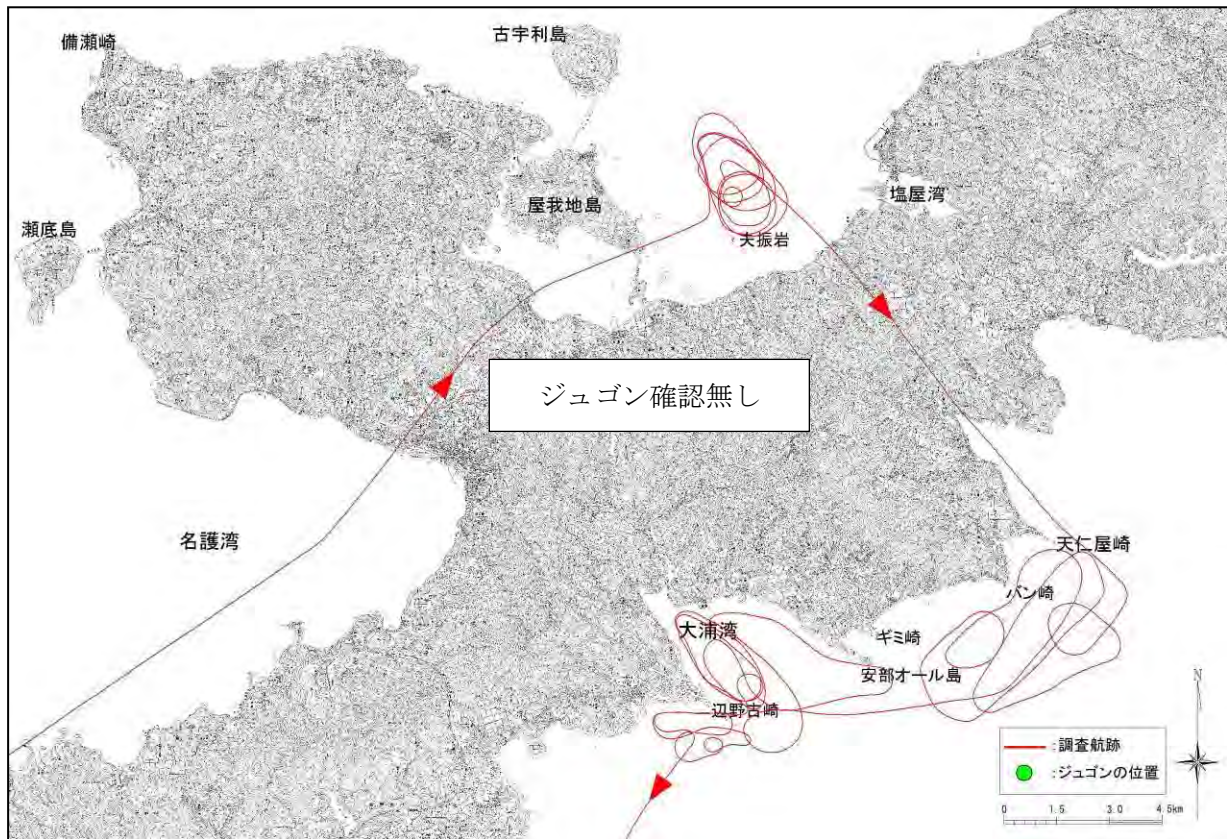 備瀬崎
古宇利島
瀬底島
屋我地島
塩屋湾
夫振岩
ジュゴン確認無し
名護湾
天仁屋崎
バン崎
大浦湾
ギミ崎
安部オール島
辺野古崎
N
:調査航跡
:ジュゴンの位置
0 1.5 3.0 4.5km